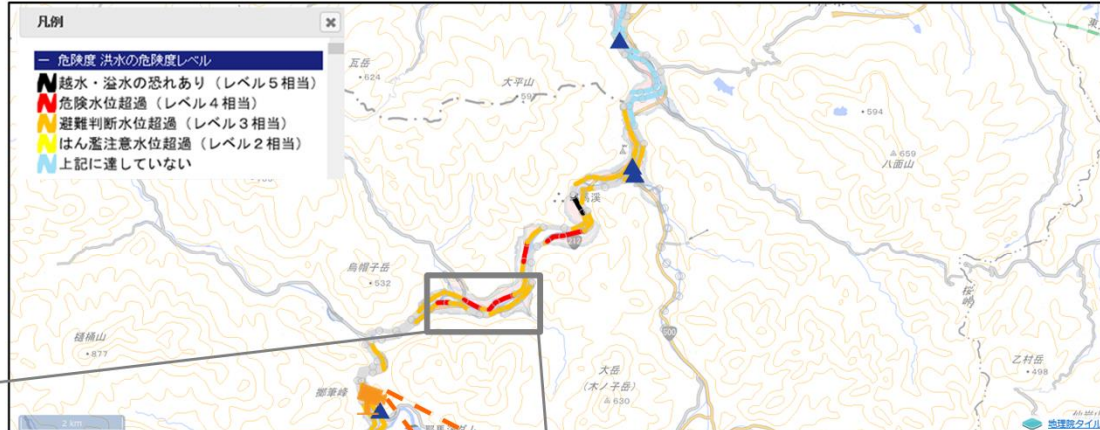 凡例
危険度 洪水の危険度レベル
越水・溢水の恐れあり（レベル５相当）
危険水位超過（レベル４相当）
避難判断水位超過（レベル３相当）
はん濫注意水位超過（レベル２相当）
上記に達していない
瓦岳
・624
大平山
・594
△659
八面山
烏帽子岳
・532
樋桶山
・877
擲筆峰
大岳
（木ノ子岳）
△630
乙村岳
・498
2 km
地理院タイル